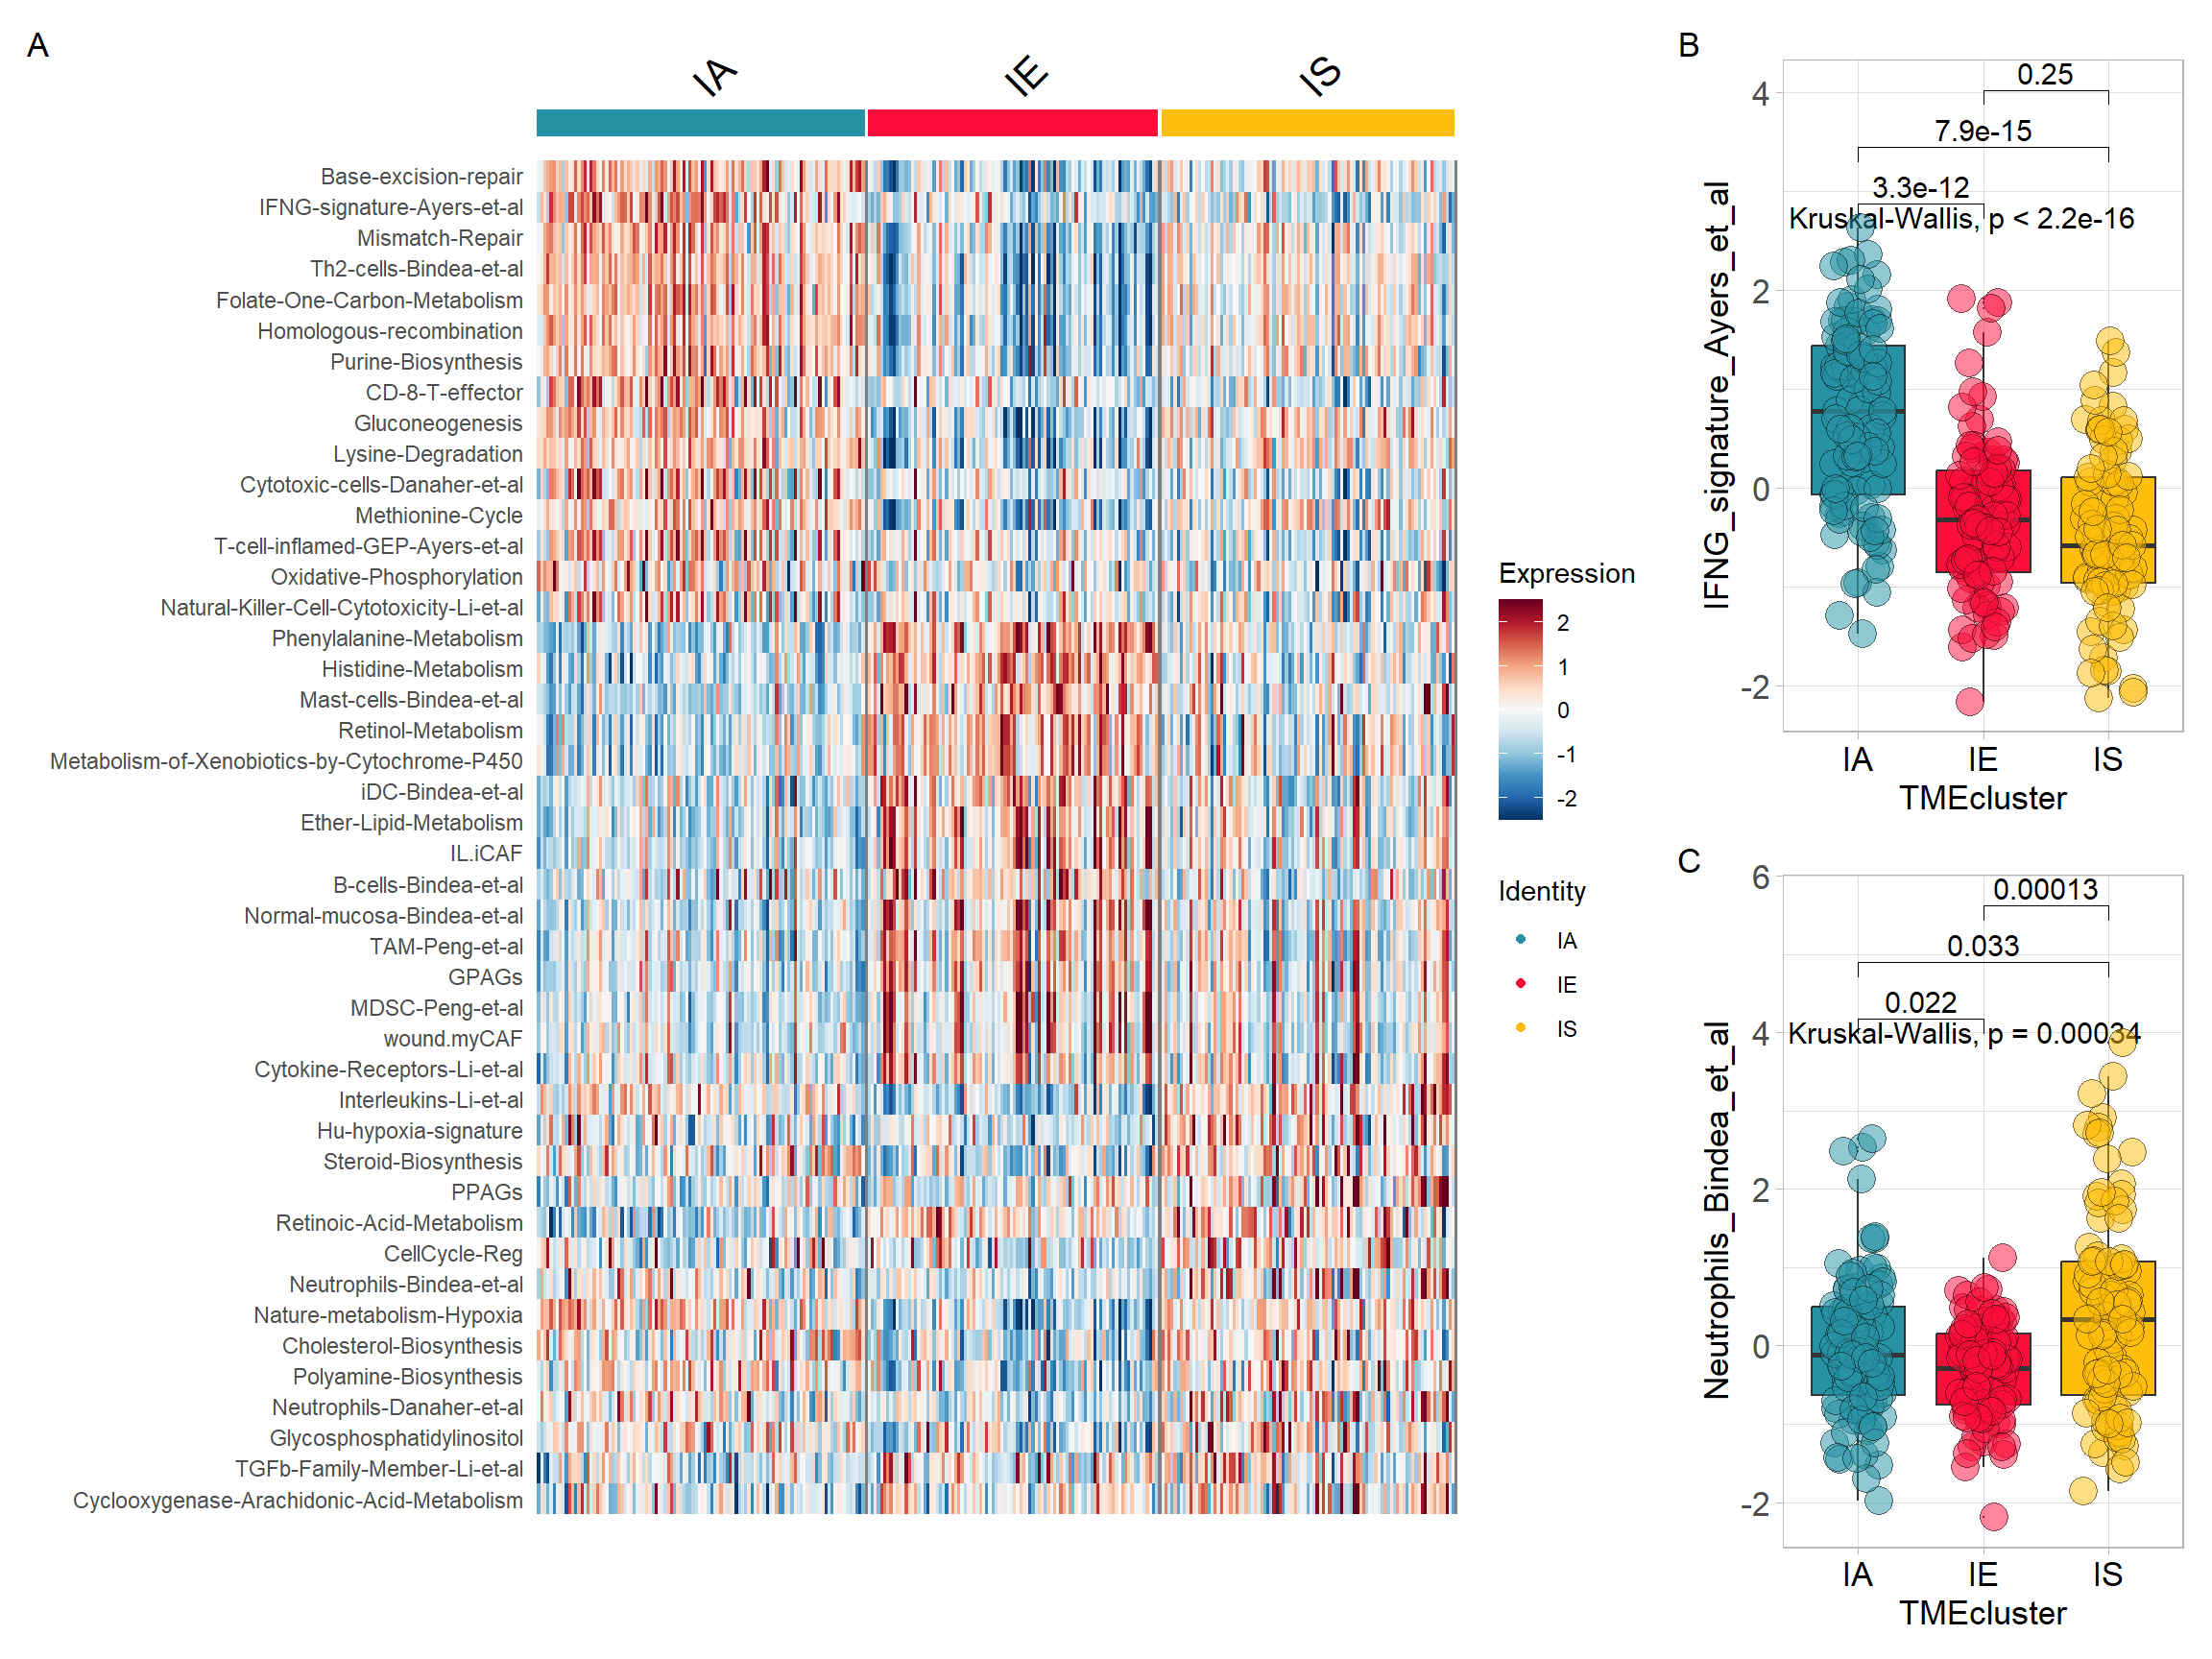 A
IA
IE
IS
Base-excision-repair
IFNG-signature-Ayers-et-al
Mismatch-Repair
Th2-cells-Bindea-et-al
Folate-One-Carbon-Metabolism
Homologous-recombination
Purine-Biosynthesis
CD-8-T-effector
Gluconeogenesis
Lysine-Degradation
Cytotoxic-cells-Danaher-et-al
Methionine-Cycle
T-cell-inflamed-GEP-Ayers-et-al
Oxidative-Phosphorylation
Natural-Killer-Cell-Cytotoxicity-Li-et-al
Phenylalanine-Metabolism
Histidine-Metabolism
Mast-cells-Bindea-et-al
Retinol-Metabolism
Metabolism-of-Xenobiotics-by-Cytochrome-P450
iDC-Bindea-et-al
Ether-Lipid-Metabolism
IL.iCAF
B-cells-Bindea-et-al
Normal-mucosa-Bindea-et-al
TAM-Peng-et-al
GPAGs
MDSC-Peng-et-al
wound.myCAF
Cytokine-Receptors-Li-et-al
Interleukins-Li-et-al
Hu-hypoxia-signature
Steroid-Biosynthesis
PPAGs
Retinoic-Acid-Metabolism
CellCycle-Reg
Neutrophils-Bindea-et-al
Nature-metabolism-Hypoxia
Cholesterol-Biosynthesis
Polyamine-Biosynthesis
Neutrophils-Danaher-et-al
Glycosphosphatidylinositol
TGFb-Family-Member-Li-et-al
Cyclooxygenase-Arachidonic-Acid-Metabolism
Expression
2
1
0
-1
-2
Identity
IA
IE
IS
B
IFNG_signature_Ayers_et_al
4
2
0
-2
0.25
7.9e-15
3.3e-12
Kruskal-Wallis, p < 2.2e-16
IA
IE
IS
TMEcluster
C
Neutrophils_Bindea_et_al
6
4
2
0
-2
0.00013
0.033
0.022
Kruskal-Wallis, p = 0.00034
IA
IE
IS
TMEcluster